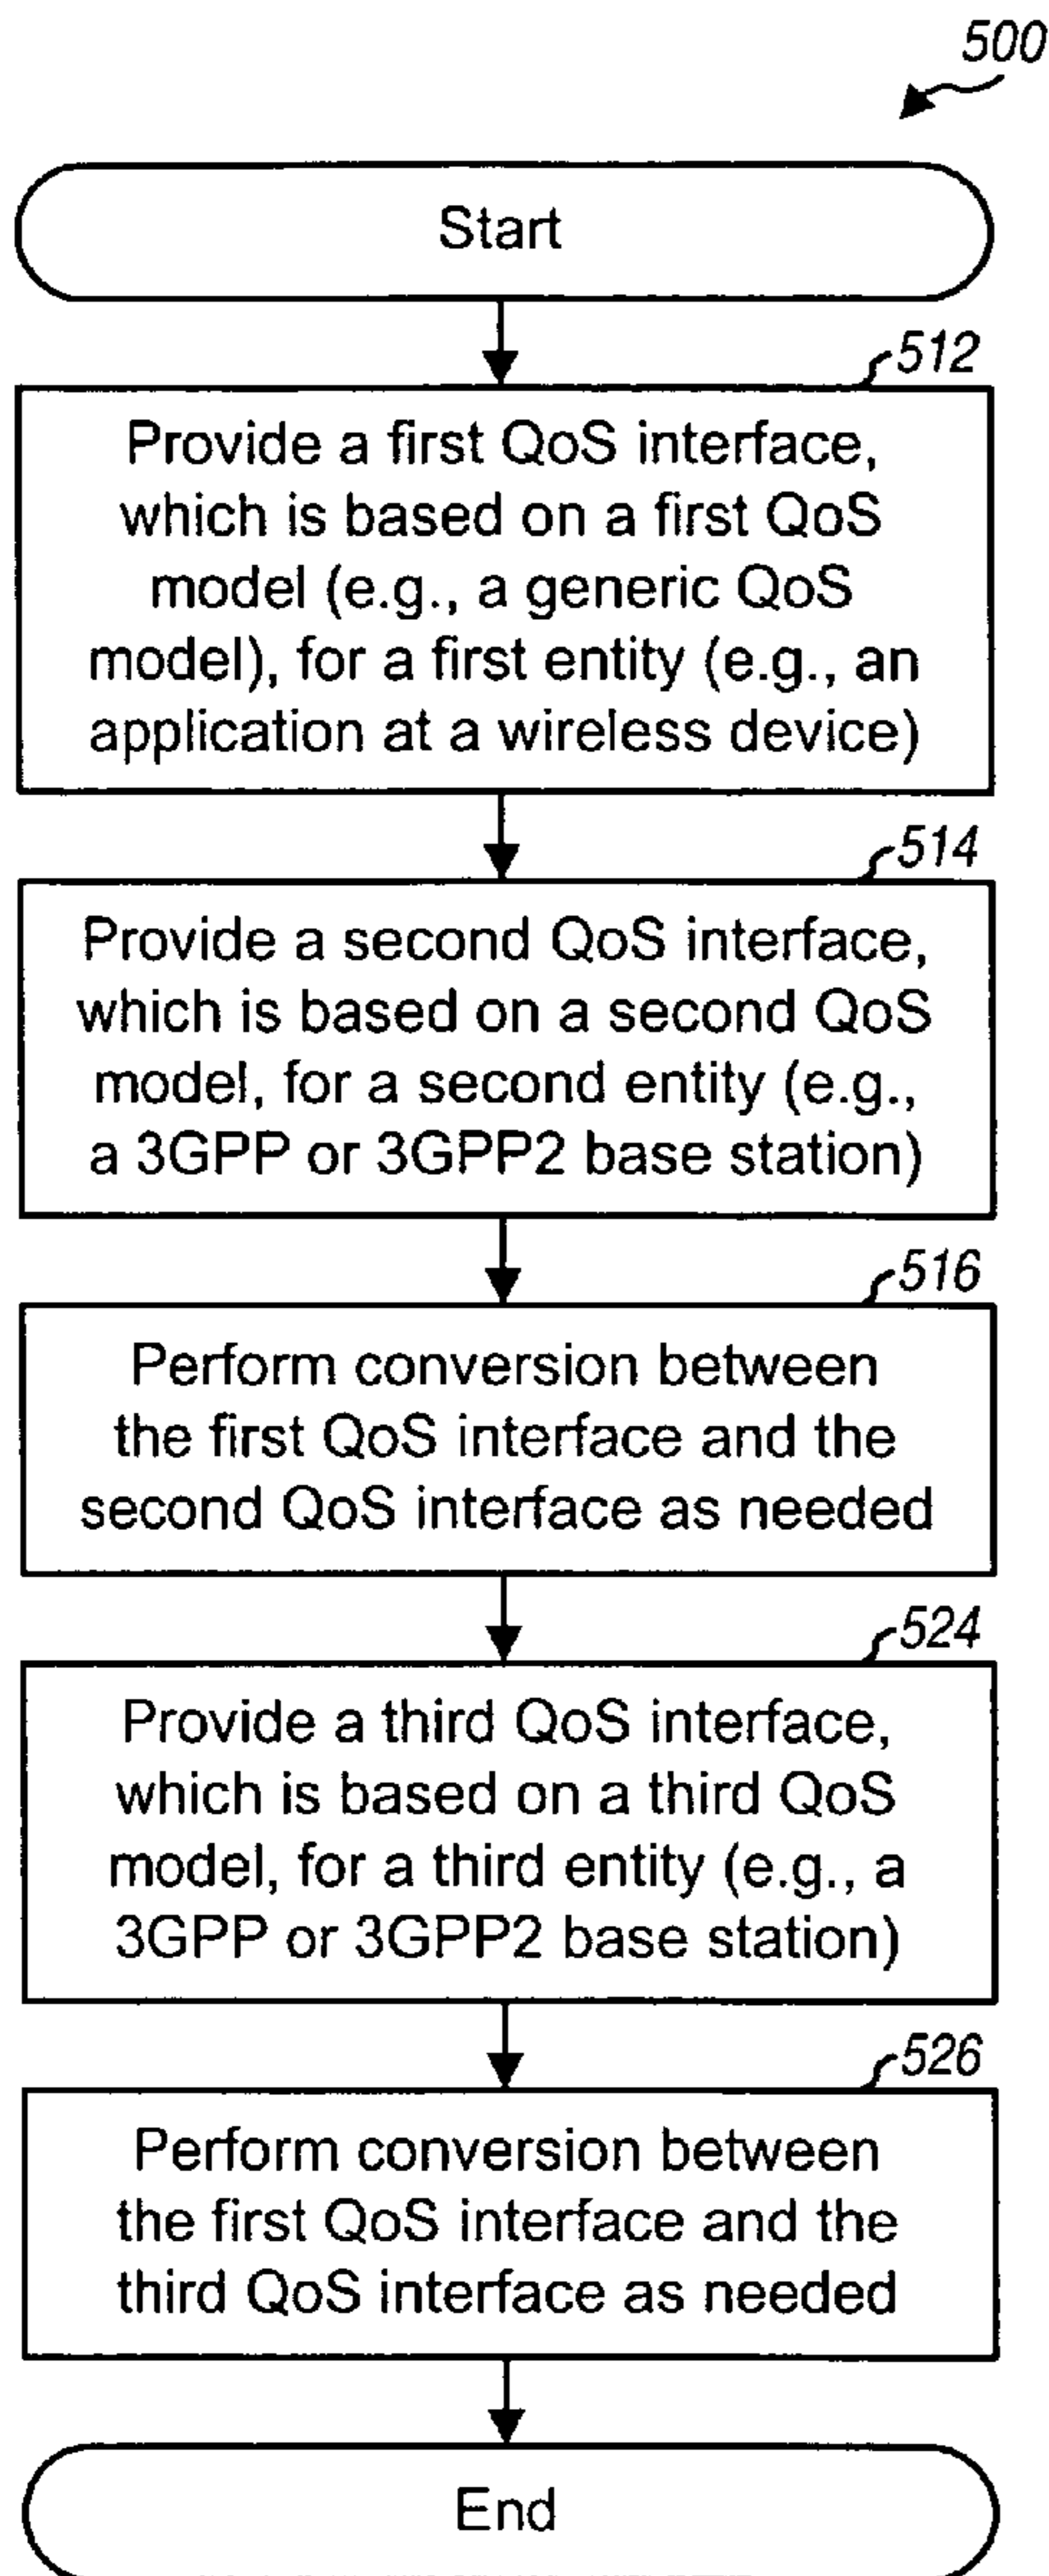 500
Start
512
Provide a first QoS interface,
which is based on a first QoS
model (e.g., a generic QoS
model), for a first entity (e.g., an
application at a wireless device)
514
Provide a second QoS interface,
which is based on a second QoS
model, for a second entity (e.g.,
a 3GPP or 3GPP2 base station)
516
Perform conversion between
the first QoS interface and the
second QoS interface as needed
524
Provide a third QoS interface,
which is based on a third QoS
model, for a third entity (e.g., a
3GPP or 3GPP2 base station)
526
Perform conversion between
the first QoS interface and the
third QoS interface as needed
End